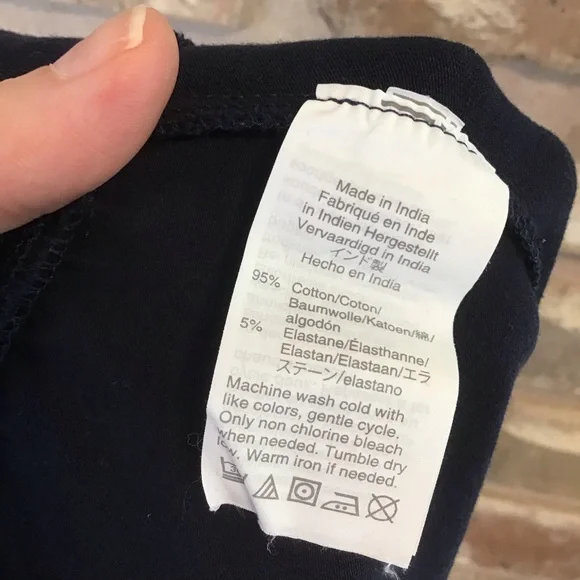 Made in India
Fabriqué en Inde
in Indien Hergestellt
Vervaardigd in India
インド製
Hecho en India
95% Cotton/Coton/
Baumwolle/Katoen/綿/
algodón
5% Elastane/Élasthanne/
Elastan/Elastaan/エラ
ステーン/elastano
Machine wash cold with
like colors, gentle cycle.
Only non chlorine bleach
when needed. Tumble dry
low. Warm iron if needed.